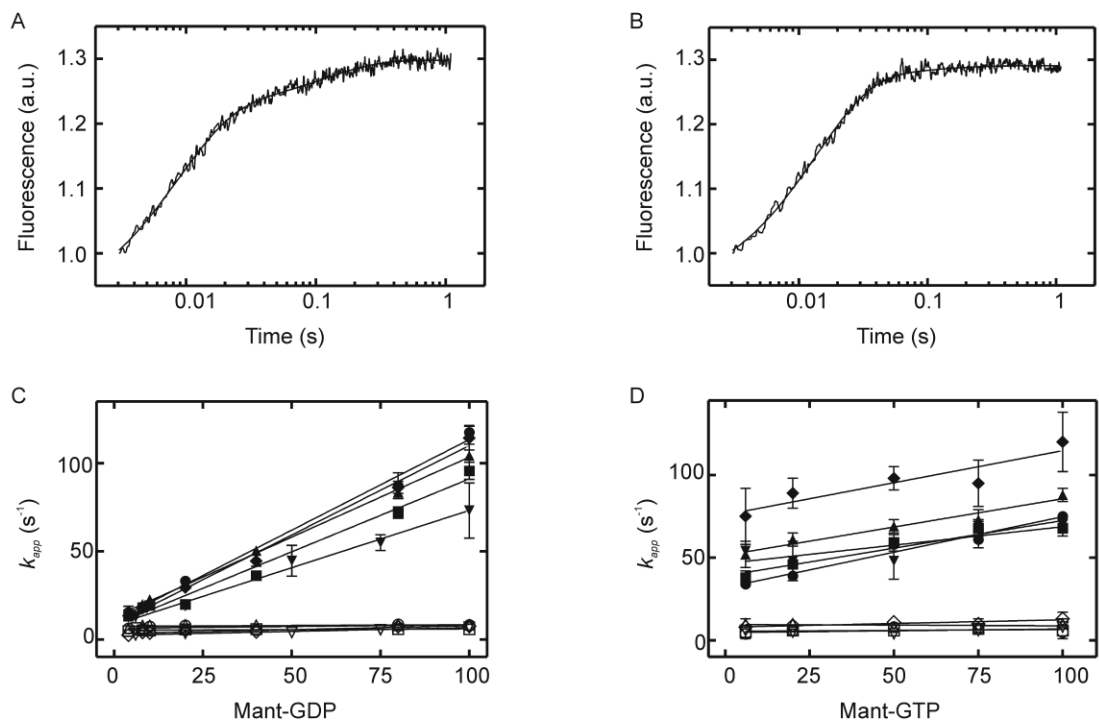 A
B
Fluorescence (a.u.)
1.3
1.2
1.1
1.0
0.01
0.1
1
Time (s)
Fluorescence (a.u.)
1.3
1.2
1.1
1.0
0.01
0.1
1
Time (s)
C
D
kapp (s-1)
100
50
0
0
25
50
75
100
Mant-GDP
kapp (s-1)
100
50
0
0
25
50
75
100
Mant-GTP